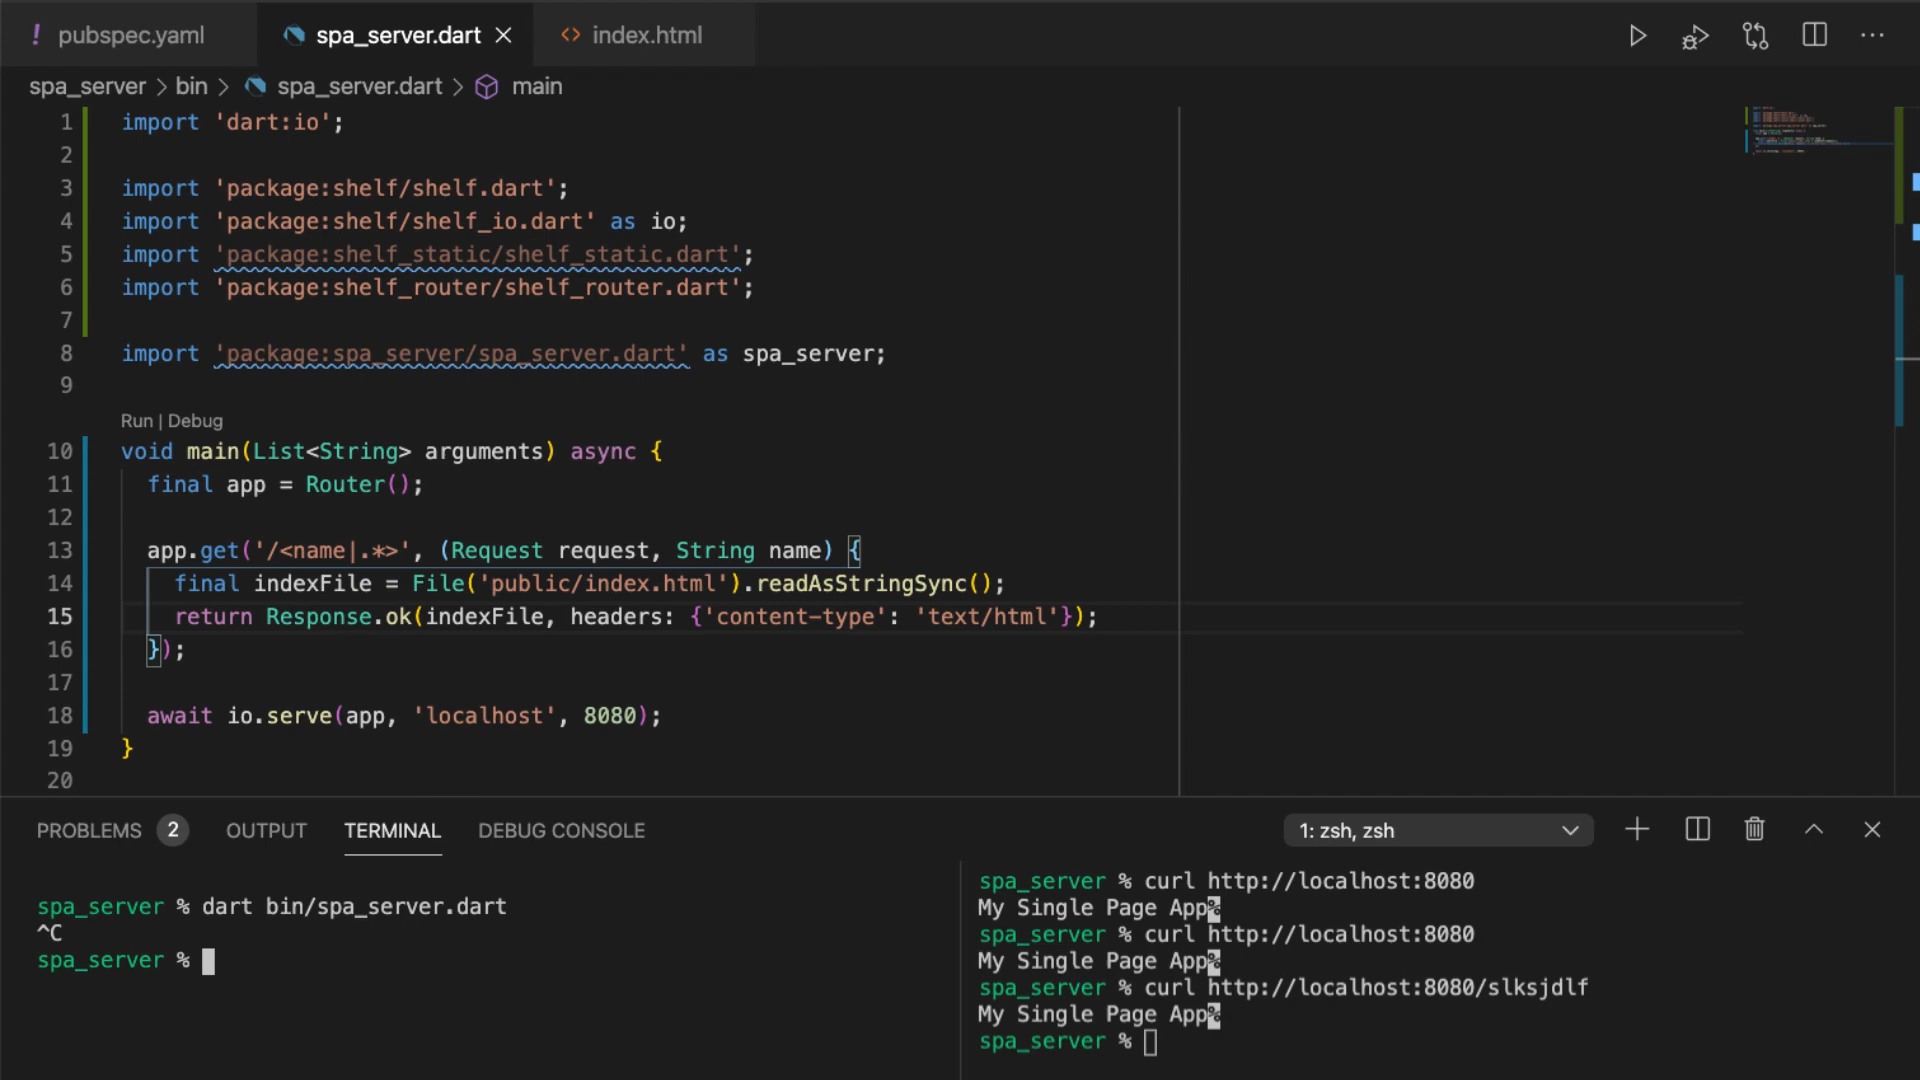 ! pubspec.yaml
spa_server.dart
<> index.html
spa_server > bin > spa_server.dart > main
1 import 'dart:io';
2
3 import 'package:shelf/shelf.dart';
4 import 'package:shelf/shelf_io.dart' as io;
5 import 'package:shelf_static/shelf_static.dart';
6 import 'package:shelf_router/shelf_router.dart';
7
8 import 'package:spa_server/spa_server.dart' as spa_server;
9
Run | Debug
10 void main(List<String> arguments) async {
11 final app = Router();
12
13 app.get('/<name|.*>', (Request request, String name) {
14 final indexFile = File('public/index.html').readAsStringSync();
15 return Response.ok(indexFile, headers: {'content-type': 'text/html'});
16 });
17
18 await io.serve(app, 'localhost', 8080);
19 }
20
PROBLEMS 2 OUTPUT TERMINAL DEBUG CONSOLE
1: zsh, zsh
spa_server % dart bin/spa_server.dart
^C
spa_server %
spa_server % curl http://localhost:8080
My Single Page App%
spa_server % curl http://localhost:8080
My Single Page App%
spa_server % curl http://localhost:8080/slksjdlf
My Single Page App%
spa_server %